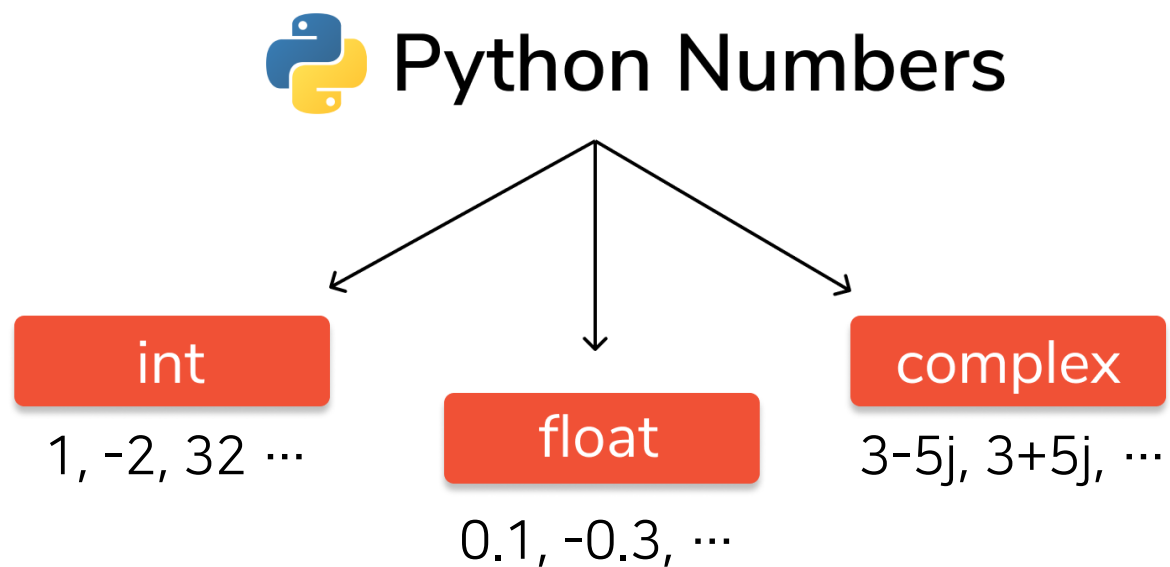 Python Numbers
int
1, -2, 32 ···
float
0.1, -0.3, ···
complex
3-5j, 3+5j, ···